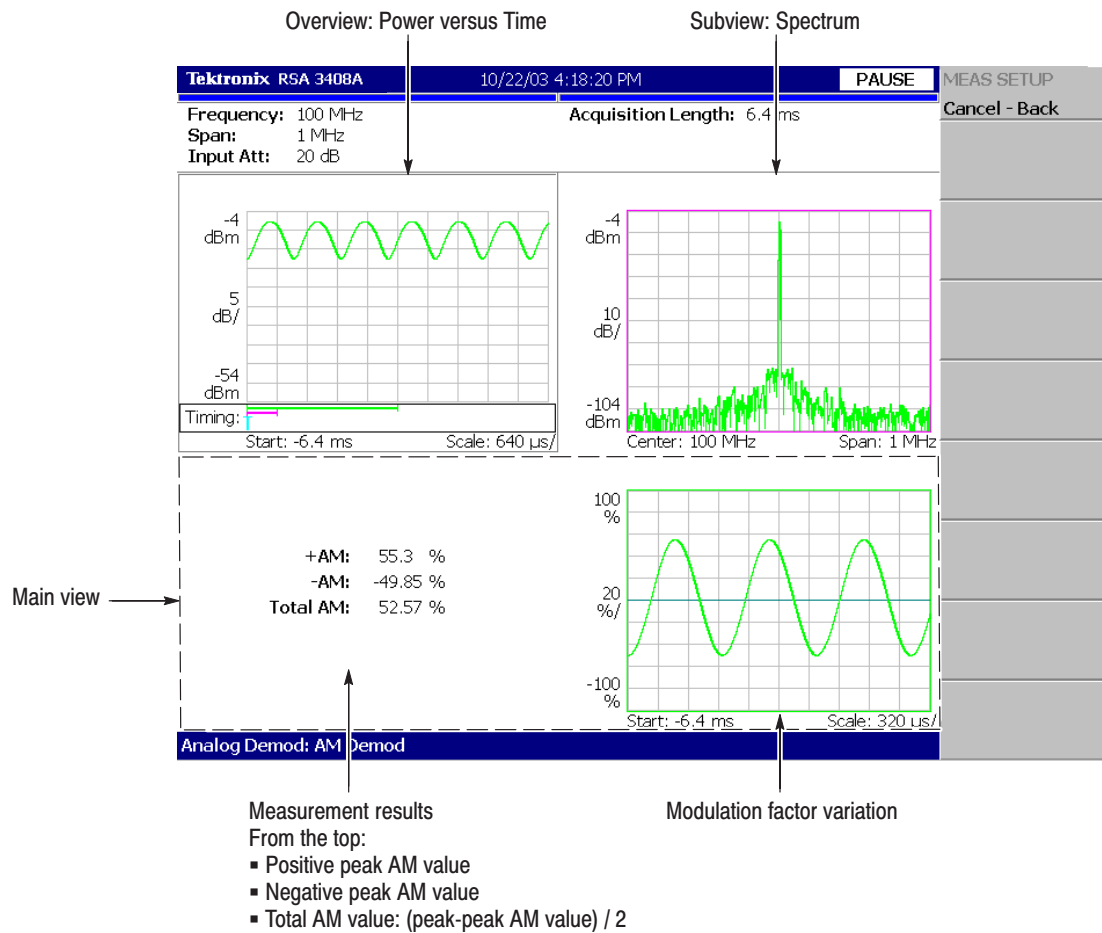 Overview: Power versus Time
Subview: Spectrum
Tektronix RSA 3408A
10/22/03 4:18:20 PM
PAUSE
MEAS SETUP
Cancel - Back
Frequency: 100 MHz
Span: 1 MHz
Input Att: 20 dB
Acquisition Length: 6.4 ms
-4
dBm
5
dB/
-54
dBm
Timing:
T
Start: -6.4 ms
Scale: 640 µs/
-4
dBm
10
dB/
-104
dBm
Center: 100 MHz
Span: 1 MHz
Main view
+AM: 55.3 %
-AM: -49.85 %
Total AM: 52.57 %
100
%
20
%/
-100
%
Start: -6.4 ms
Scale: 320 µs/
Analog Demod: AM Demod
Measurement results
From the top:
▪ Positive peak AM value
▪ Negative peak AM value
▪ Total AM value: (peak-peak AM value) / 2
Modulation factor variation